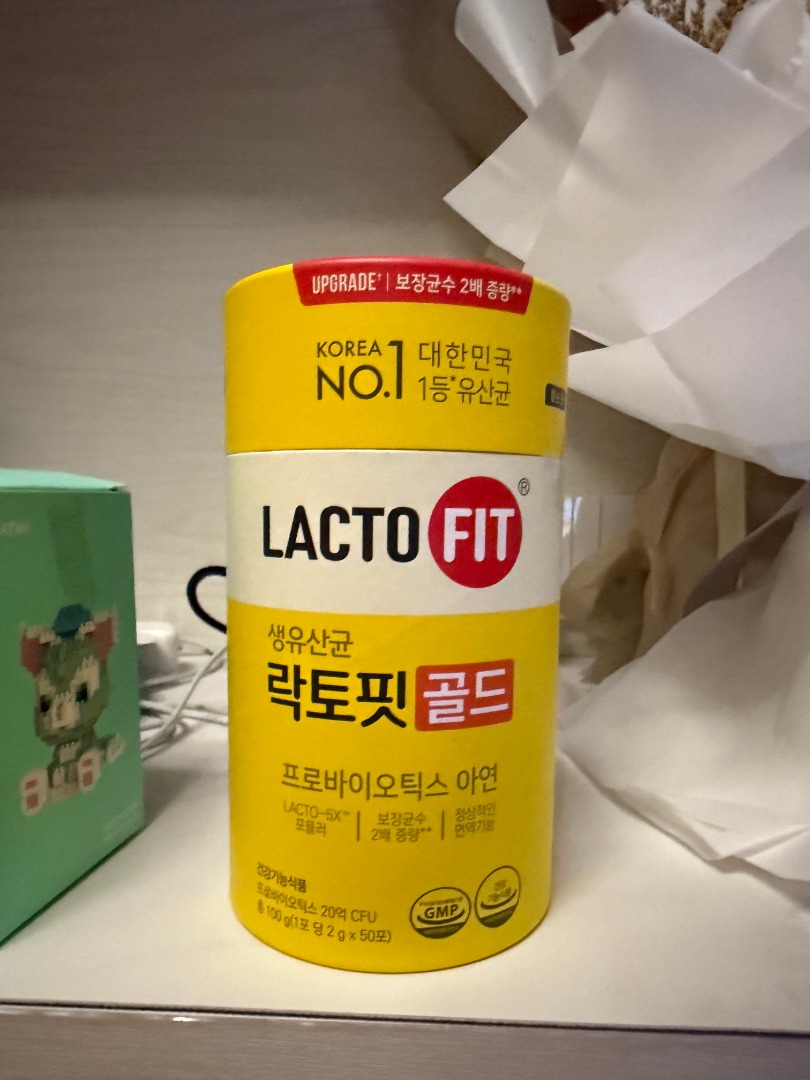 UPGRADE† | 보장균수 2배 증량**
KOREA
NO.1
대한민국
1등*유산균
LACTO FIT®
생유산균
락토핏 골드
프로바이오틱스 아연
LACTO-5X™
포뮬러
보장균수
2배 증량**
정상적인
면역기능
건강기능식품
프로바이오틱스 20억 CFU
총 100 g(1포 당 2 g x 50포)
GMP